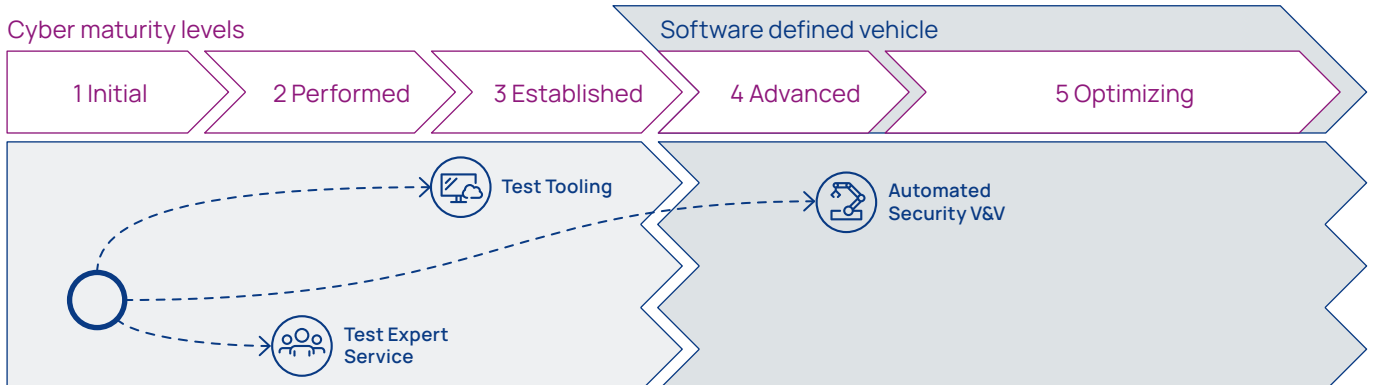 Cyber maturity levels
Software defined vehicle
1 Initial
2 Performed
3 Established
4 Advanced
5 Optimizing
Test Tooling
Automated
Security V&V
Test Expert
Service